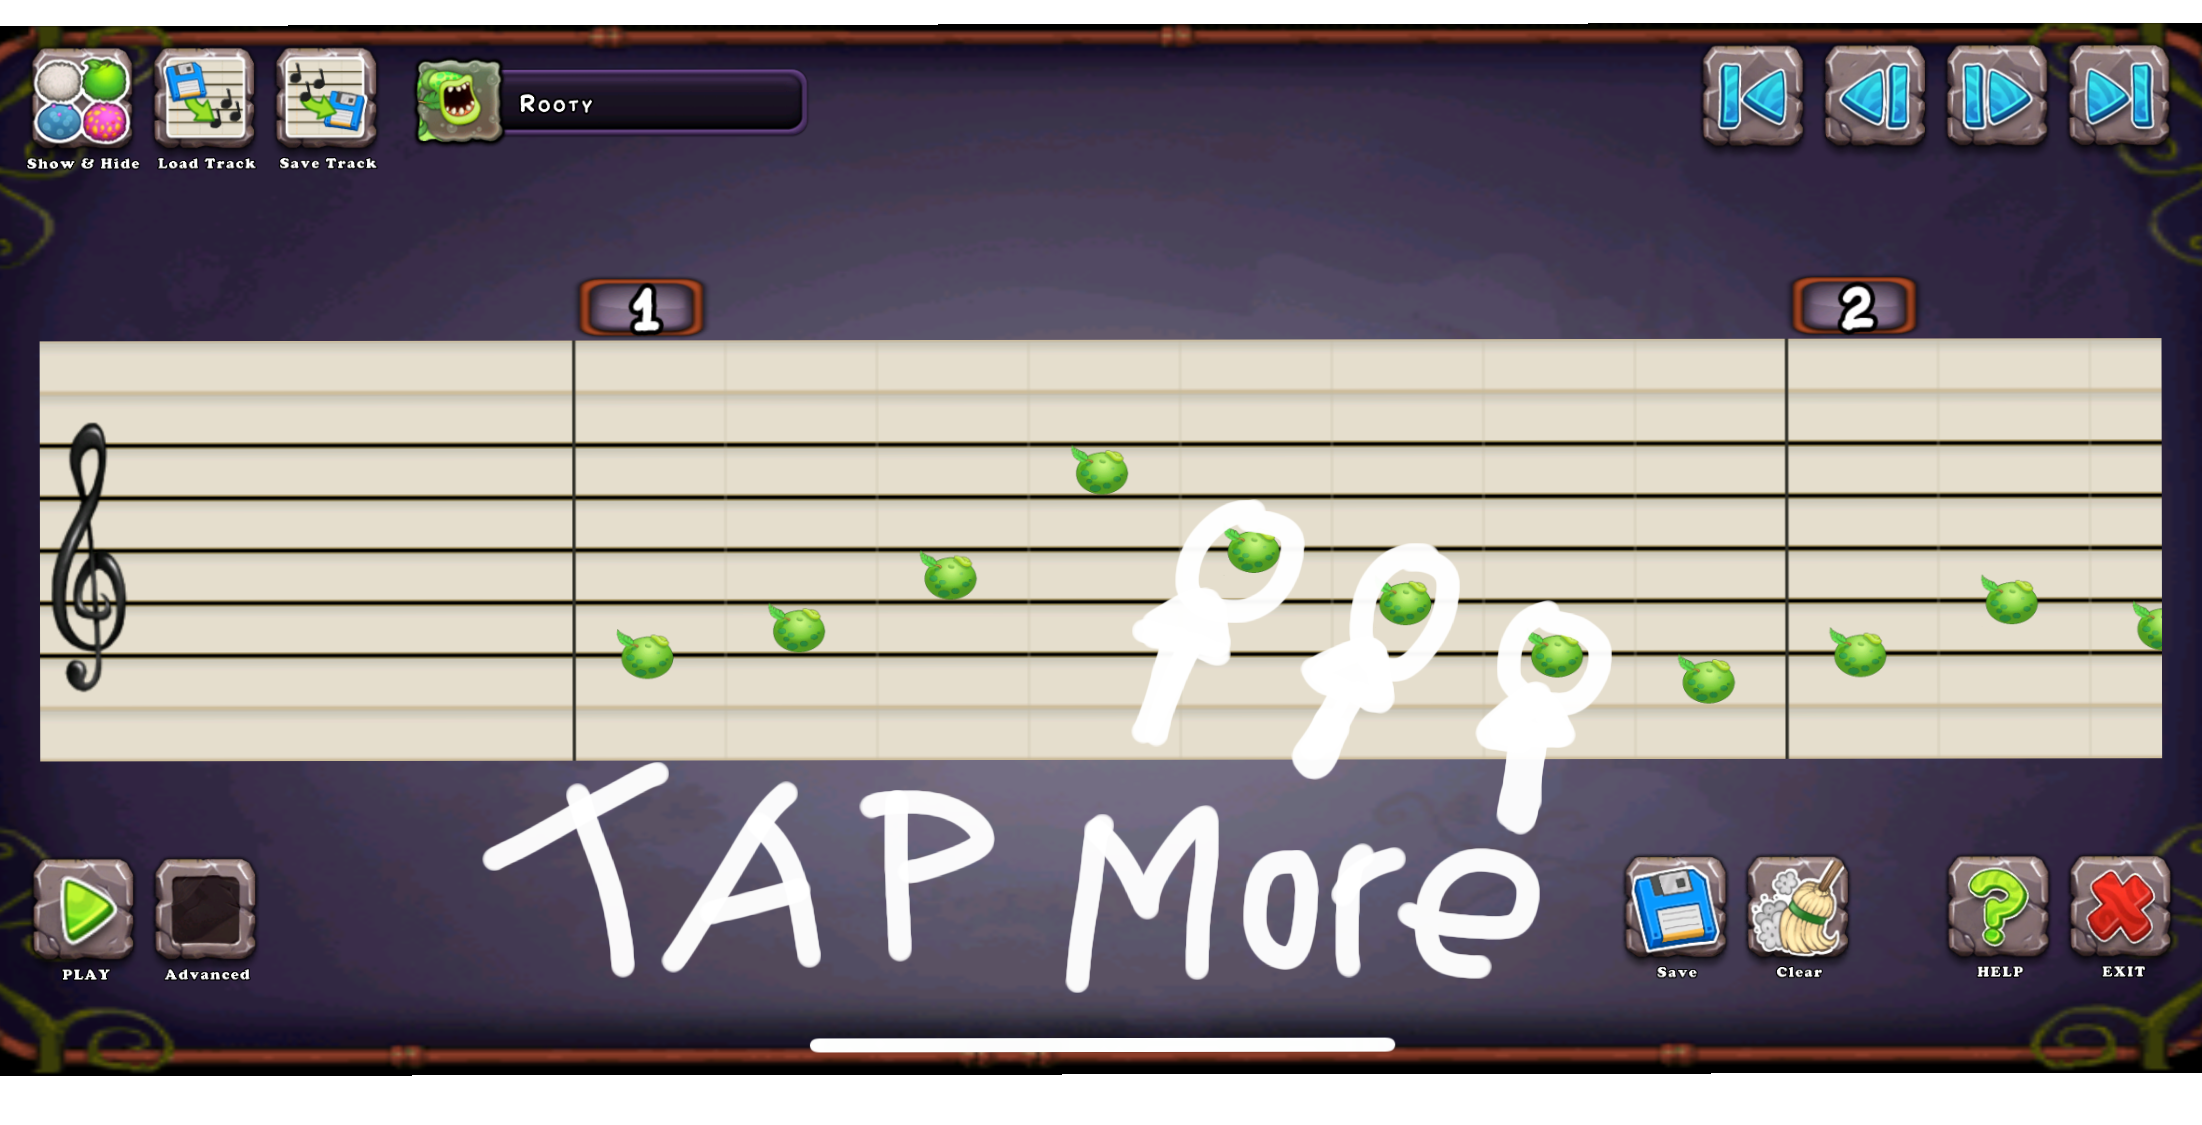 Rooty
Show & Hide Load Track Save Track
1 2
TAP More
PLAY Advanced Save Clear HELP EXIT